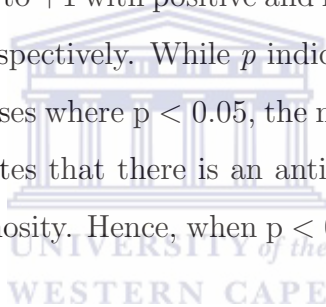 to +1 with positive and
spectively. While p indic
ses where p < 0.05, the n
tes that there is an anti
nosity. Hence, when p <
UNIVERSITY of the
WESTERN CAPE